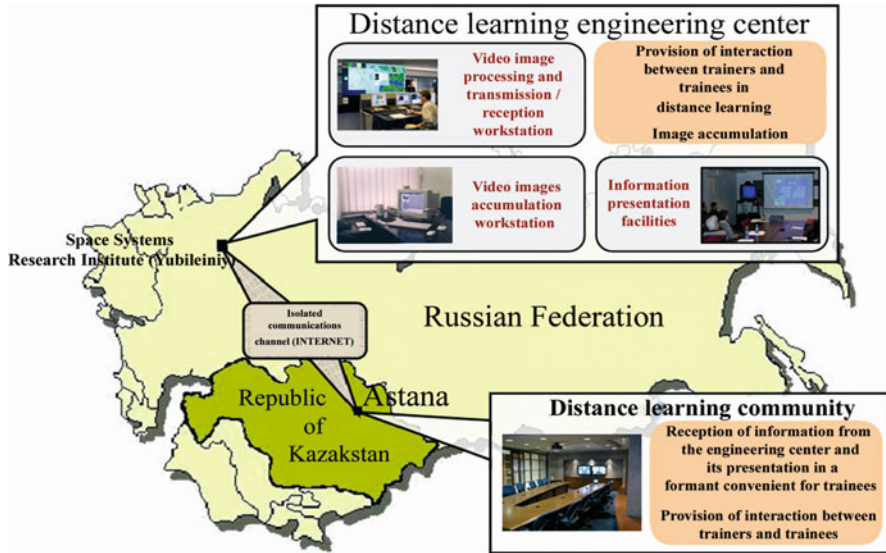 Distance learning engineering center
Video image
processing and
transmission /
reception
workstation
Provision of interaction
between trainers and
trainees in
distance learning
Image accumulation
Video images
accumulation
workstation
Information
presentation
facilities
Space Systems
Research Institute (Yubileiniy)
Isolated
communications
channel (INTERNET)
Russian Federation
Republic
of
Kazakstan
Astana
Distance learning community
Reception of information from
the engineering center and
its presentation in a
formant convenient for trainees
Provision of interaction between
trainers and trainees